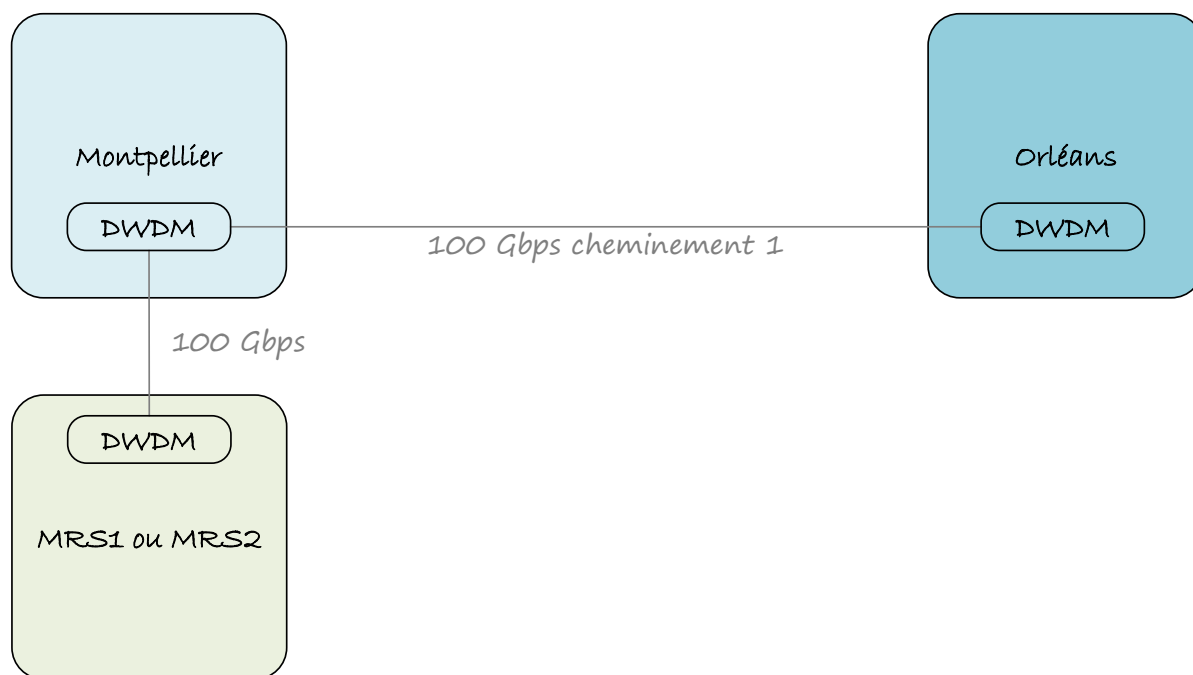 Montpellier
Orléans
DWDM
DWDM
100 Gbps cheminement 1
100 Gbps
DWDM
MRS1 ou MRS2